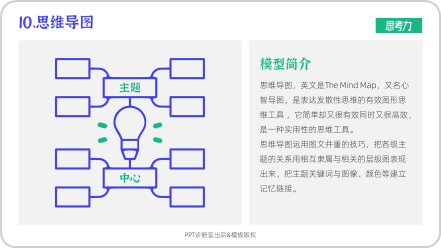 10.思维导图
思考力
主题
中心
模型简介
思维导图，英文是The Mind Map，又名心
智导图，是表达发散性思维的有效图形思
维工具 ，它简单却又很有效同时又很高效，
是一种实用性的思维工具。
思维导图运用图文并重的技巧，把各级主
题的关系用相互隶属与相关的层级图表现
出来，把主题关键词与图像、颜色等建立
记忆链接。
PPT诊断室出品&模板版权